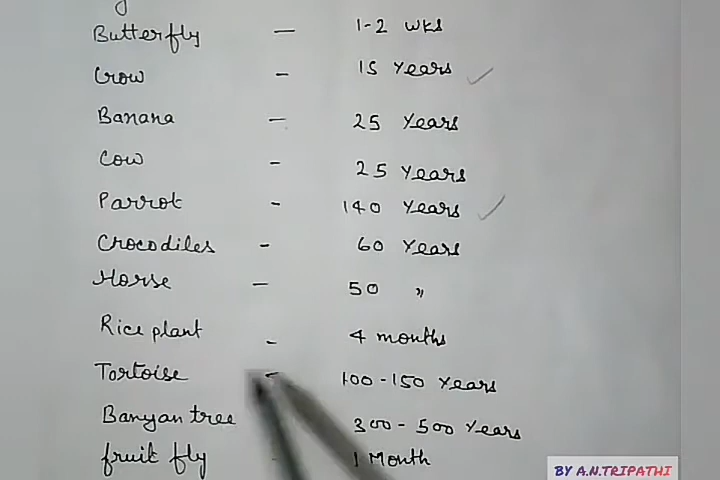 Butterfly — 1-2 wks
Crow - 15 Years
Banana — 25 Years
Cow - 25 Years
Parrot - 140 Years
Crocodiles - 60 Years
Horse — 50 "
Rice plant - 4 months
Tortoise - 100-150 Years
Banyan tree 300-500 Years
fruit fly - 1 Month
BY A.N.TRIPATHI